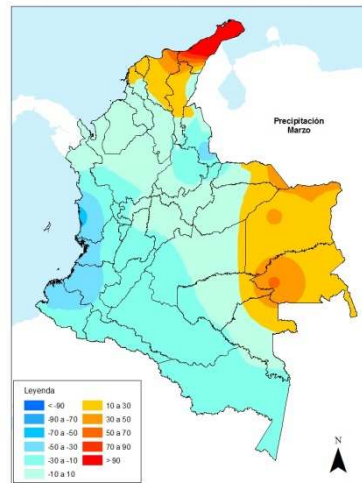 Precipitación
Marzo
Leyenda
< -90
-90 a -70
-70 a -50
-50 a -30
-30 a -10
-10 a 10
10 a 30
30 a 50
50 a 70
70 a 90
> 90
N